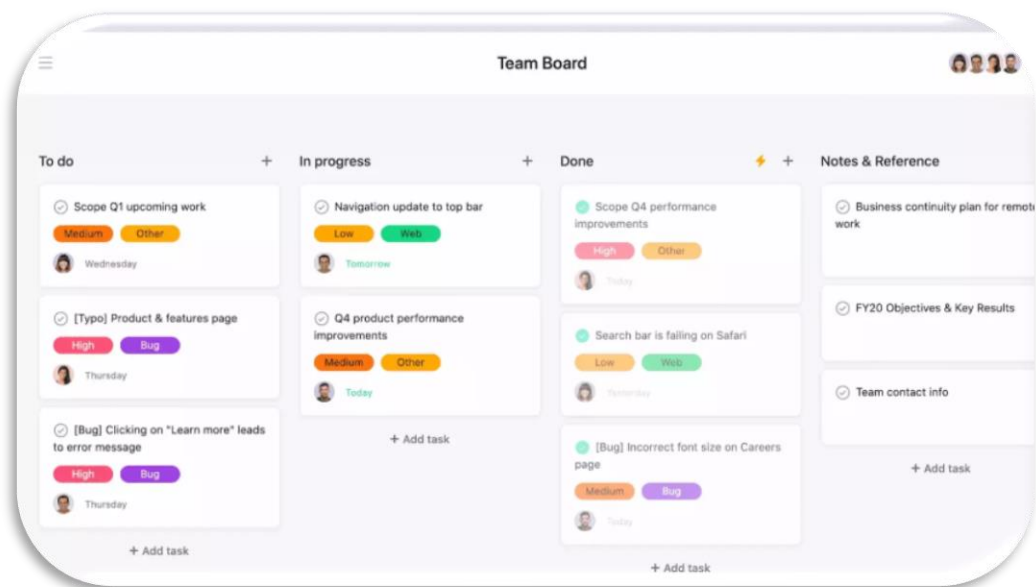 Team Board
To do
+
Scope Q1 upcoming work
Medium
Other
Wednesday
[Typo] Product & features page
High
Bug
Thursday
[Bug] Clicking on "Learn more" leads
to error message
High
Bug
Thursday
+ Add task
In progress
+
Navigation update to top bar
Low
Web
Tomorrow
Q4 product performance
improvements
Medium
Other
Today
+ Add task
Done
+
Scope Q4 performance
improvements
High
Other
Today
Search bar is failing on Safari
Low
Web
Yesterday
[Bug] Incorrect font size on Careers
page
Medium
Bug
Today
+ Add task
Notes & Reference
Business continuity plan for remote
work
FY20 Objectives & Key Results
Team contact info
+ Add task